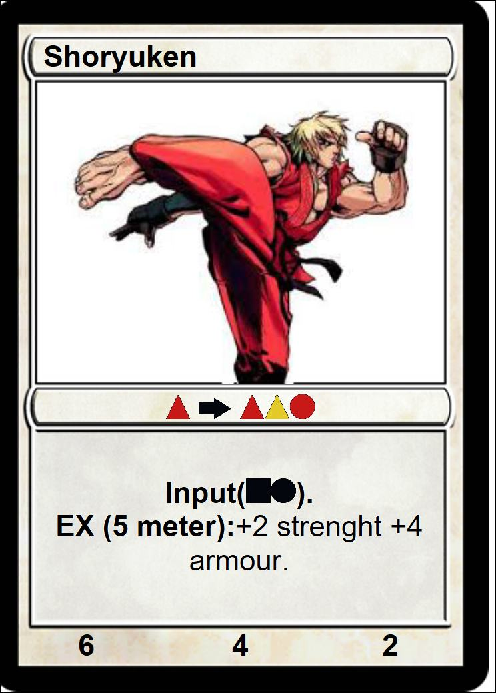 Shoryuken
Input(■●).
EX (5 meter):+2 strenght +4
armour.
6 4 2